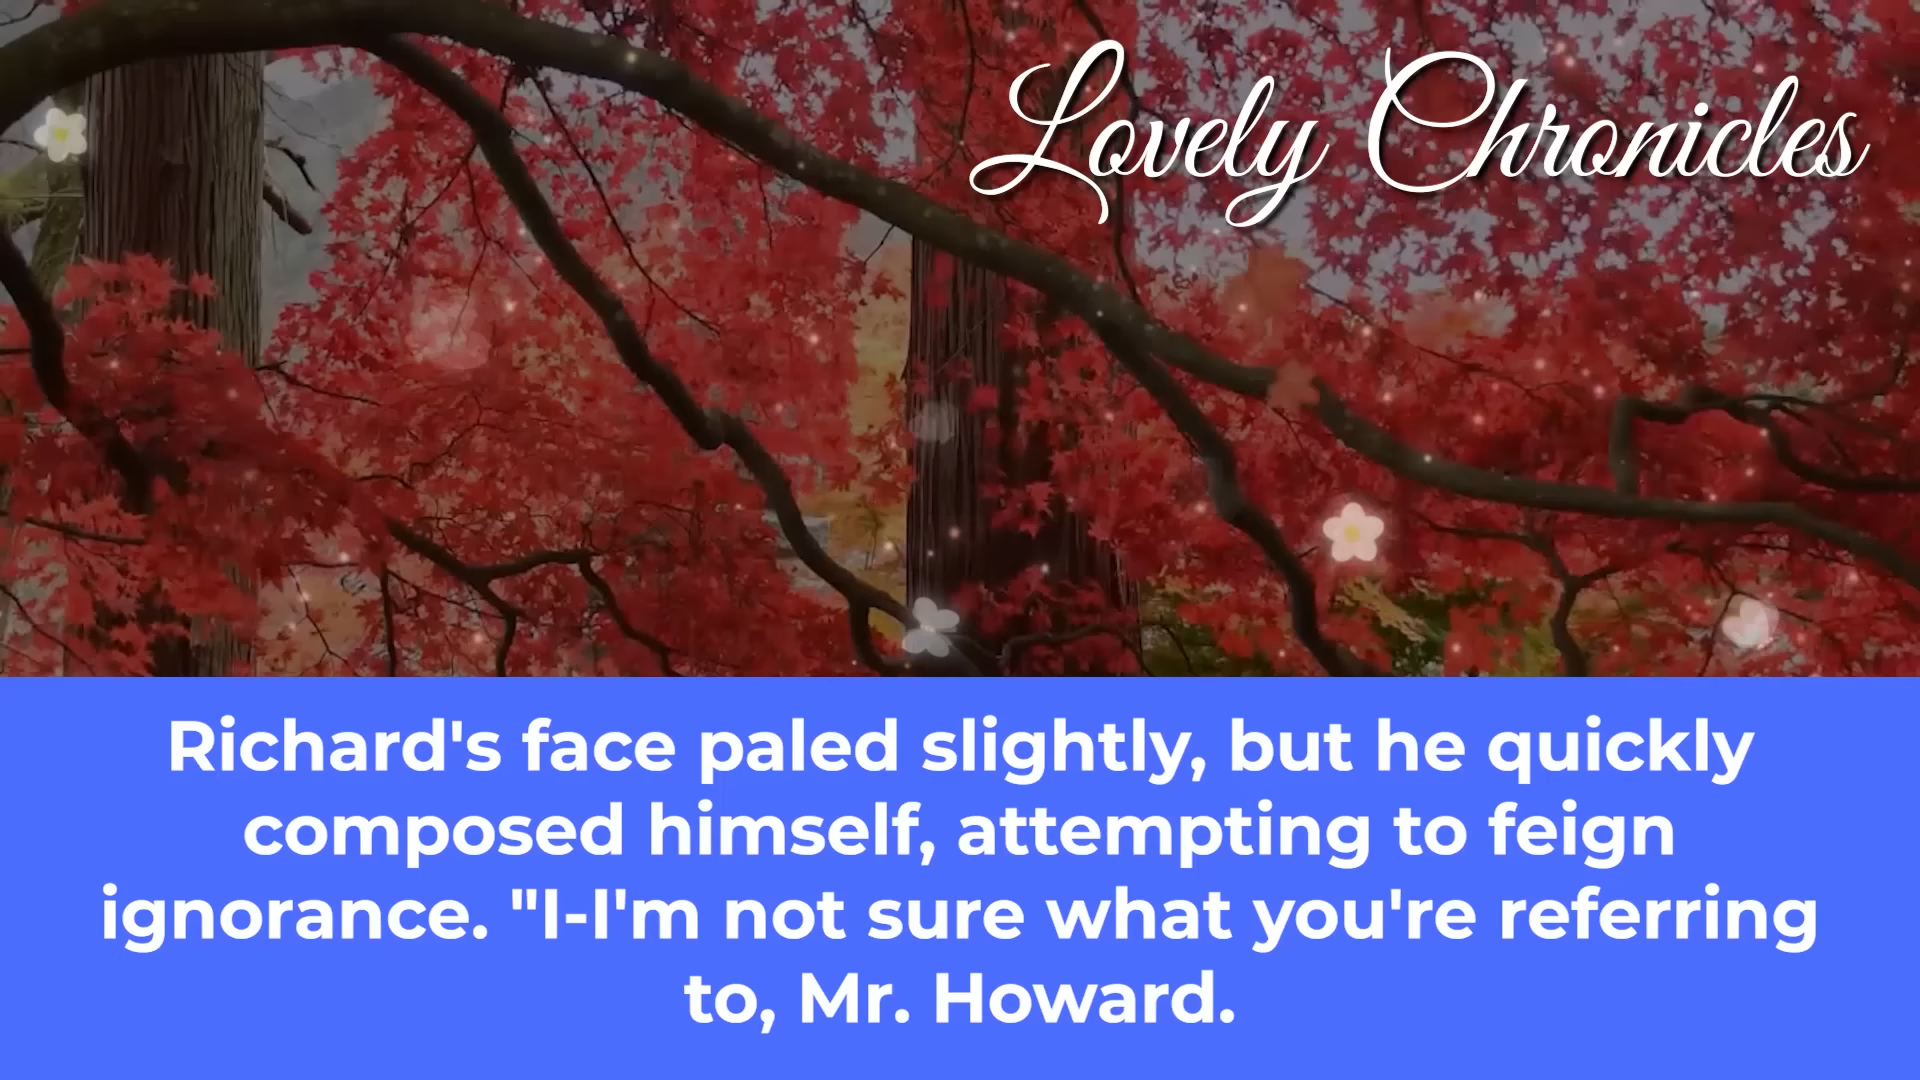 Lovely Chronicles
Richard's face paled slightly, but he quickly
composed himself, attempting to feign
ignorance. "I-I'm not sure what you're referring
to, Mr. Howard.